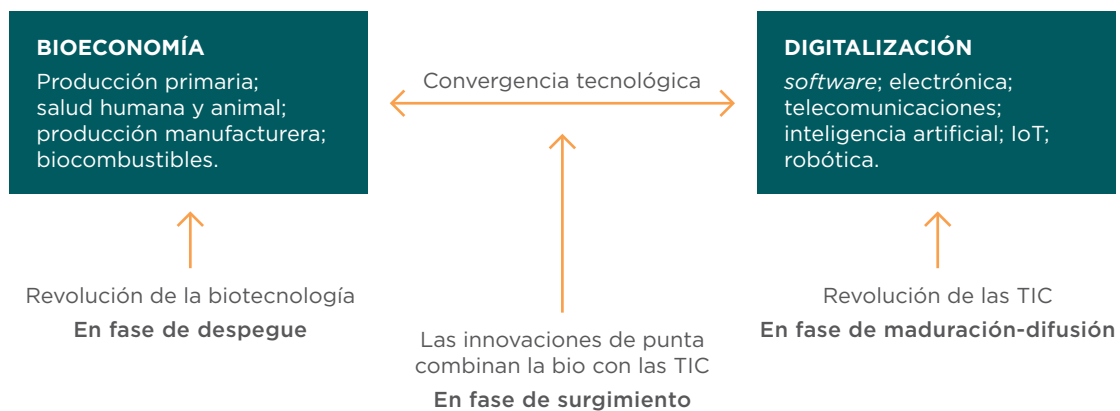 BIOECONOMÍA
Producción primaria;
salud humana y animal;
producción manufacturera;
biocombustibles.
Convergencia tecnológica
DIGITALIZACIÓN
software; electrónica;
telecomunicaciones;
inteligencia artificial; IoT;
robótica.
Revolución de la biotecnología
En fase de despegue
Las innovaciones de punta
combinan la bio con las TIC
En fase de surgimiento
Revolución de las TIC
En fase de maduración-difusión